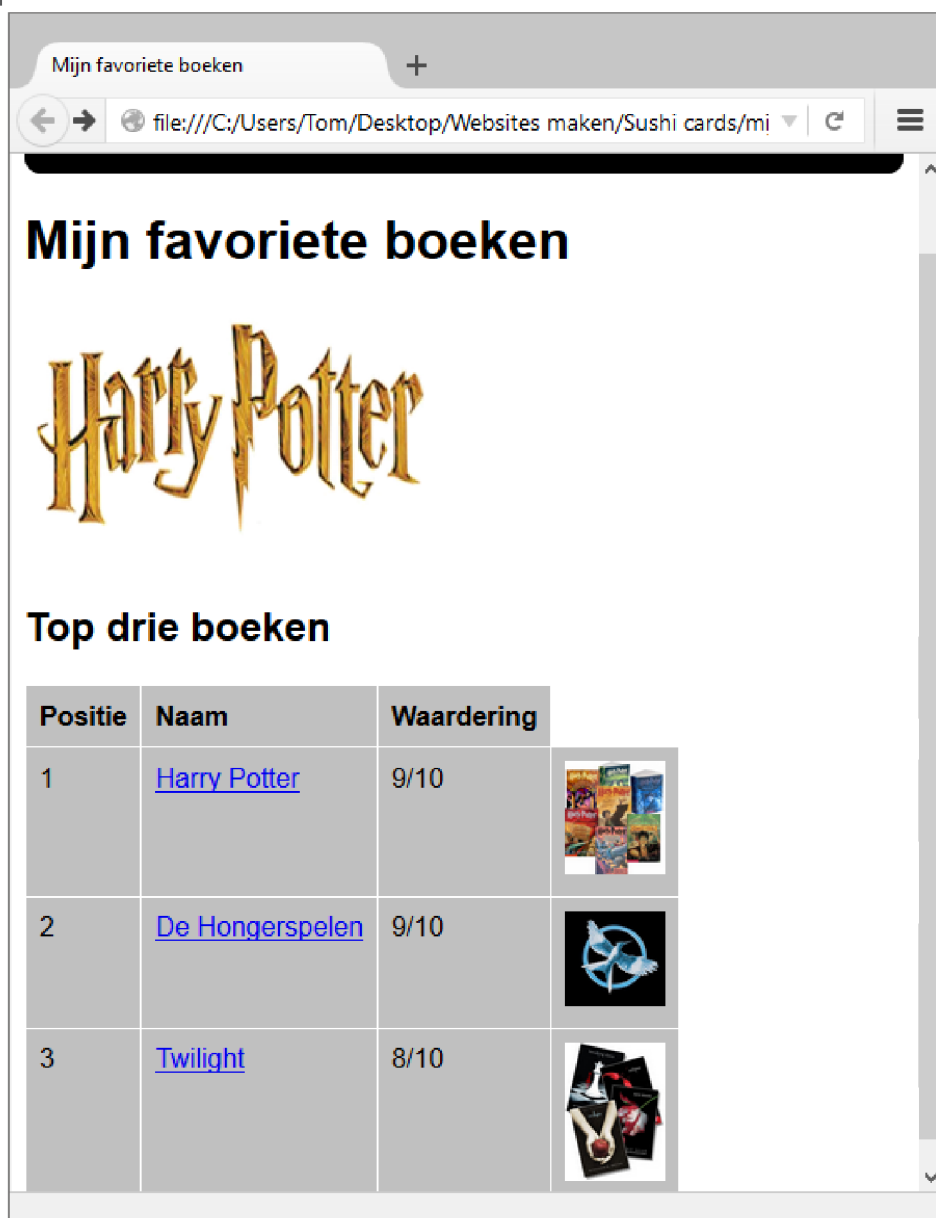 Mijn favoriete boeken
file:///C:/Users/Tom/Desktop/Websites maken/Sushi cards/mij
Mijn favoriete boeken
Harry Potter
Top drie boeken
Positie Naam Waardering
1 Harry Potter 9/10
2 De Hongerspelen 9/10
3 Twilight 8/10